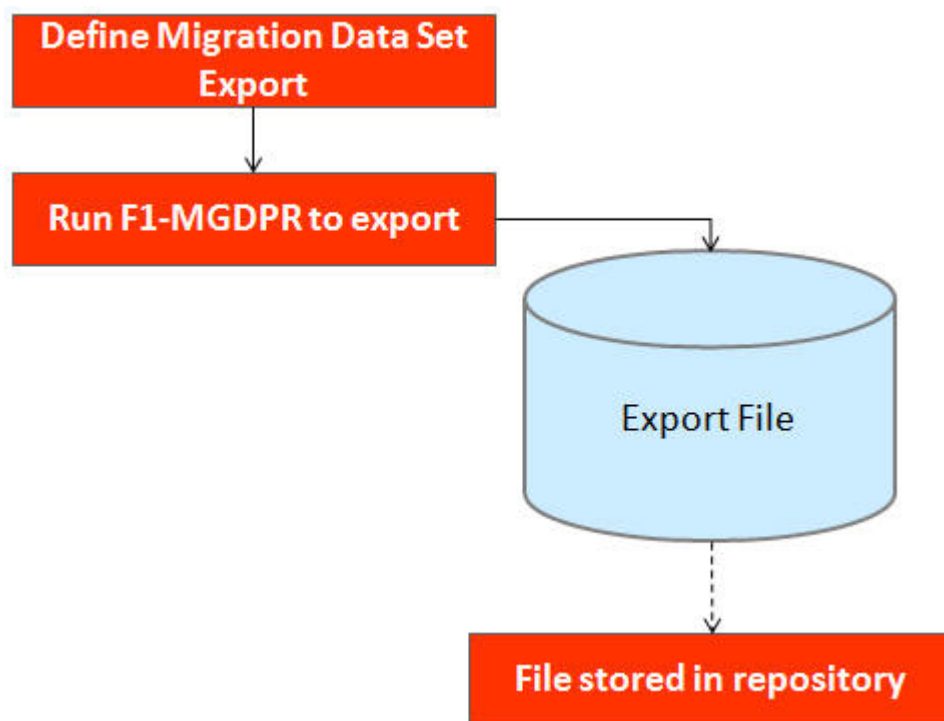 Define Migration Data Set
Export
Run F1-MGDPR to export
Export File
File stored in repository